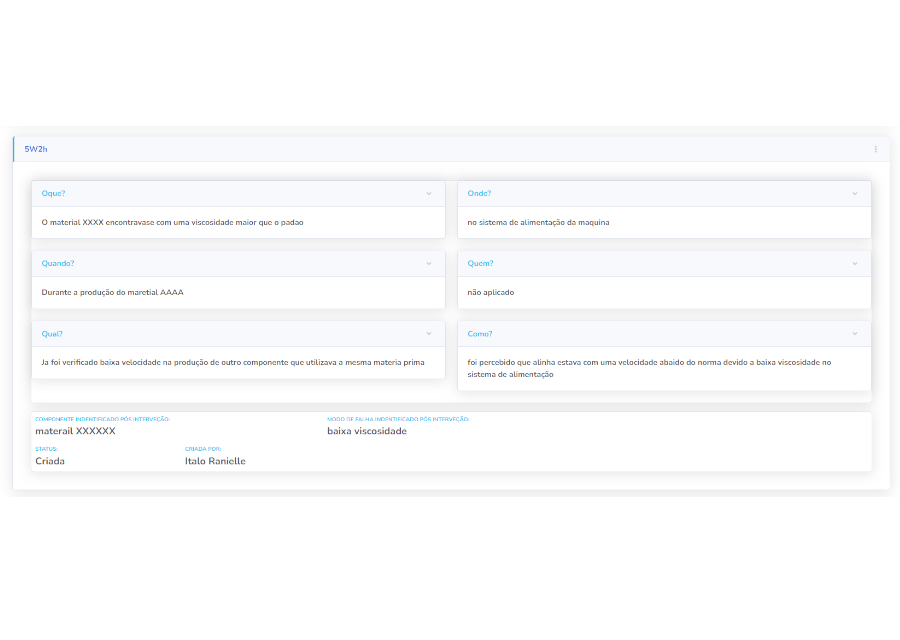 5W2h
Oque?
O material XXXX encontravase com uma viscosidade maior que o padao
Onde?
no sistema de alimentação da maquina
Quando?
Durante a produção do maretial AAAA
Quem?
não aplicado
Qual?
Ja foi verificado baixa velocidade na produção de outro componente que utilizava a mesma materia prima
Como?
foi percebido que alinha estava com uma velocidade abaido do norma devido a baixa viscosidade no
sistema de alimentação
COMPONENTE INDENTIFICADO PÓS INTERVEÇÃO:
materail XXXXXX
MODO DE FALHA INDENTIFICADO PÓS INTERVEÇÃO:
baixa viscosidade
STATUS:
Criada
CRIADA POR:
Italo Ranielle